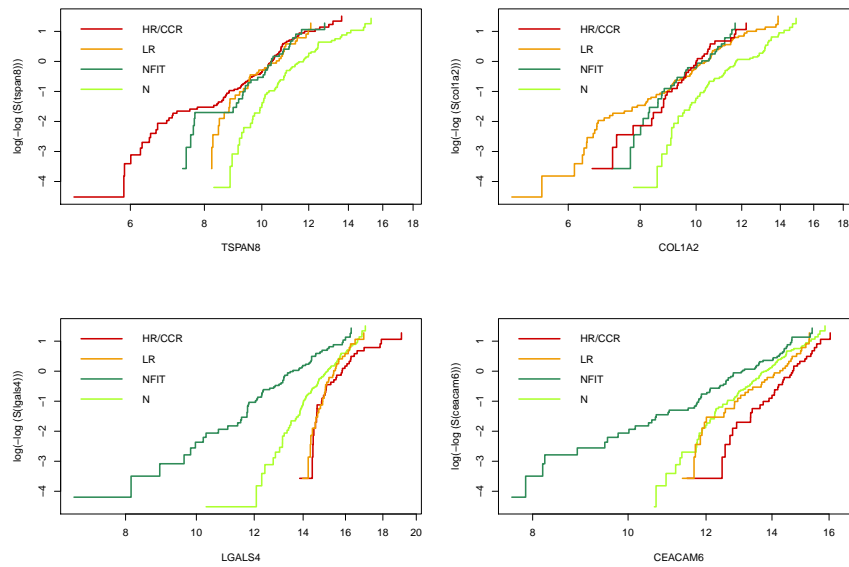 HR/CCR
LR
NFIT
N
1
0
−1
−2
−3
−4
log(−log (S(tspan8)))
6 8 10 12 14 16 18
TSPAN8
HR/CCR
LR
NFIT
N
1
0
−1
−2
−3
−4
log(−log (S(col1a2)))
6 8 10 12 14 16 18
COL1A2
HR/CCR
LR
NFIT
N
1
0
−1
−2
−3
−4
log(−log (S(lgals4)))
8 10 12 14 16 18 20
LGALS4
HR/CCR
LR
NFIT
N
1
0
−1
−2
−3
−4
log(−log (S(ceacam6)))
8 10 12 14 16
CEACAM6